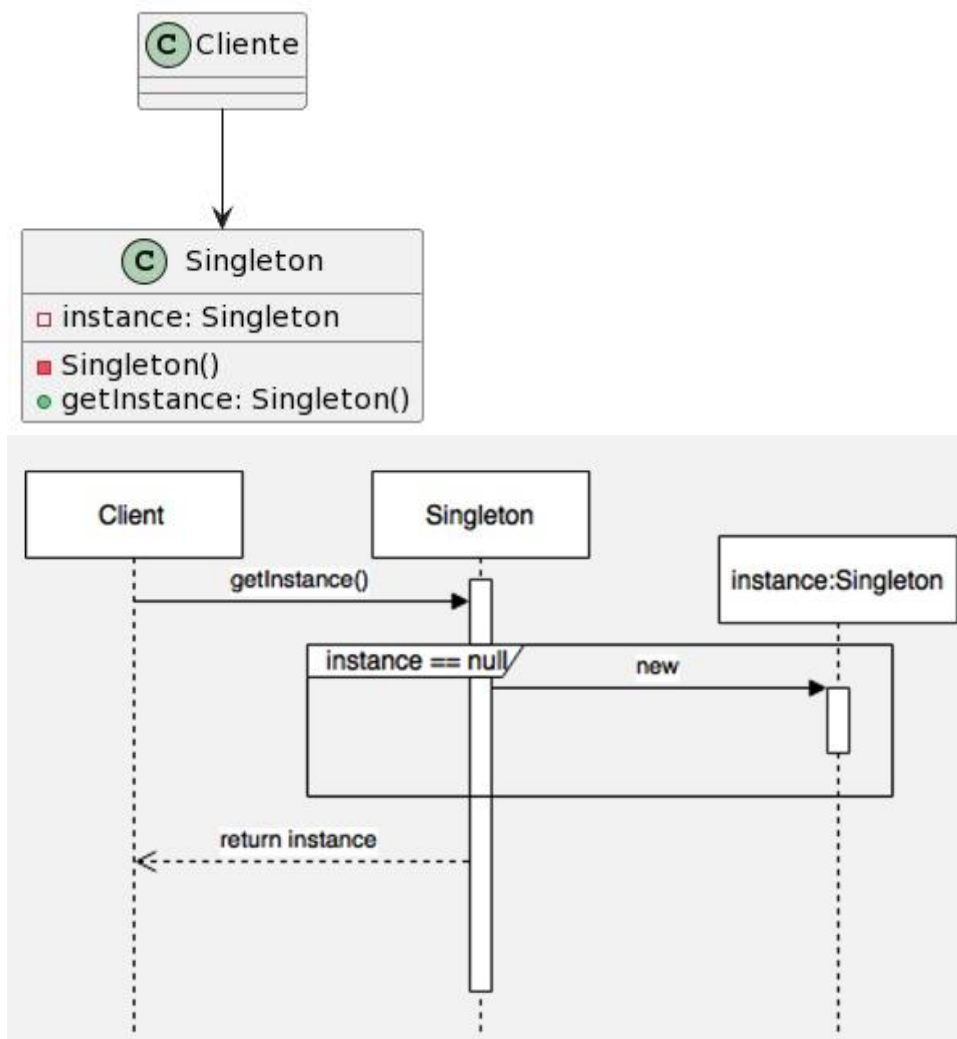 C Cliente
C Singleton
instance: Singleton
Singleton()
getInstance: Singleton()
Client
Singleton
instance:Singleton
getInstance()
instance == null
new
return instance